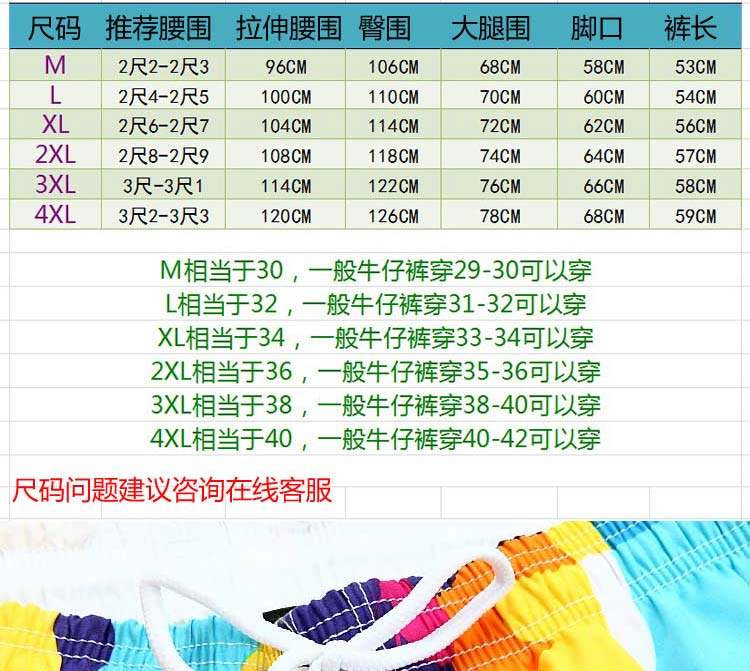 尺码 推荐腰围 拉伸腰围 臀围 大腿围 脚口 裤长
M 2尺2-2尺3 96CM 106CM 68CM 58CM 53CM
L 2尺4-2尺5 100CM 110CM 70CM 60CM 54CM
XL 2尺6-2尺7 104CM 114CM 72CM 62CM 56CM
2XL 2尺8-2尺9 108CM 118CM 74CM 64CM 57CM
3XL 3尺-3尺1 114CM 122CM 76CM 66CM 58CM
4XL 3尺2-3尺3 120CM 126CM 78CM 68CM 59CM
M相当于30，一般牛仔裤穿29-30可以穿
L相当于32，一般牛仔裤穿31-32可以穿
XL相当于34，一般牛仔裤穿33-34可以穿
2XL相当于36，一般牛仔裤穿35-36可以穿
3XL相当于38，一般牛仔裤穿38-40可以穿
4XL相当于40，一般牛仔裤穿40-42可以穿
尺码问题建议咨询在线客服